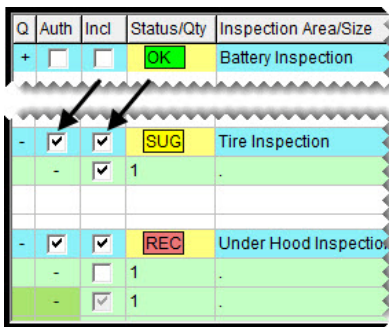 Q Auth Incl Status/Qty Inspection Area/Size
+ OK Battery Inspection
- SUG Tire Inspection
- 1 .
- REC Under Hood Inspection
- 1 .
- 1 .